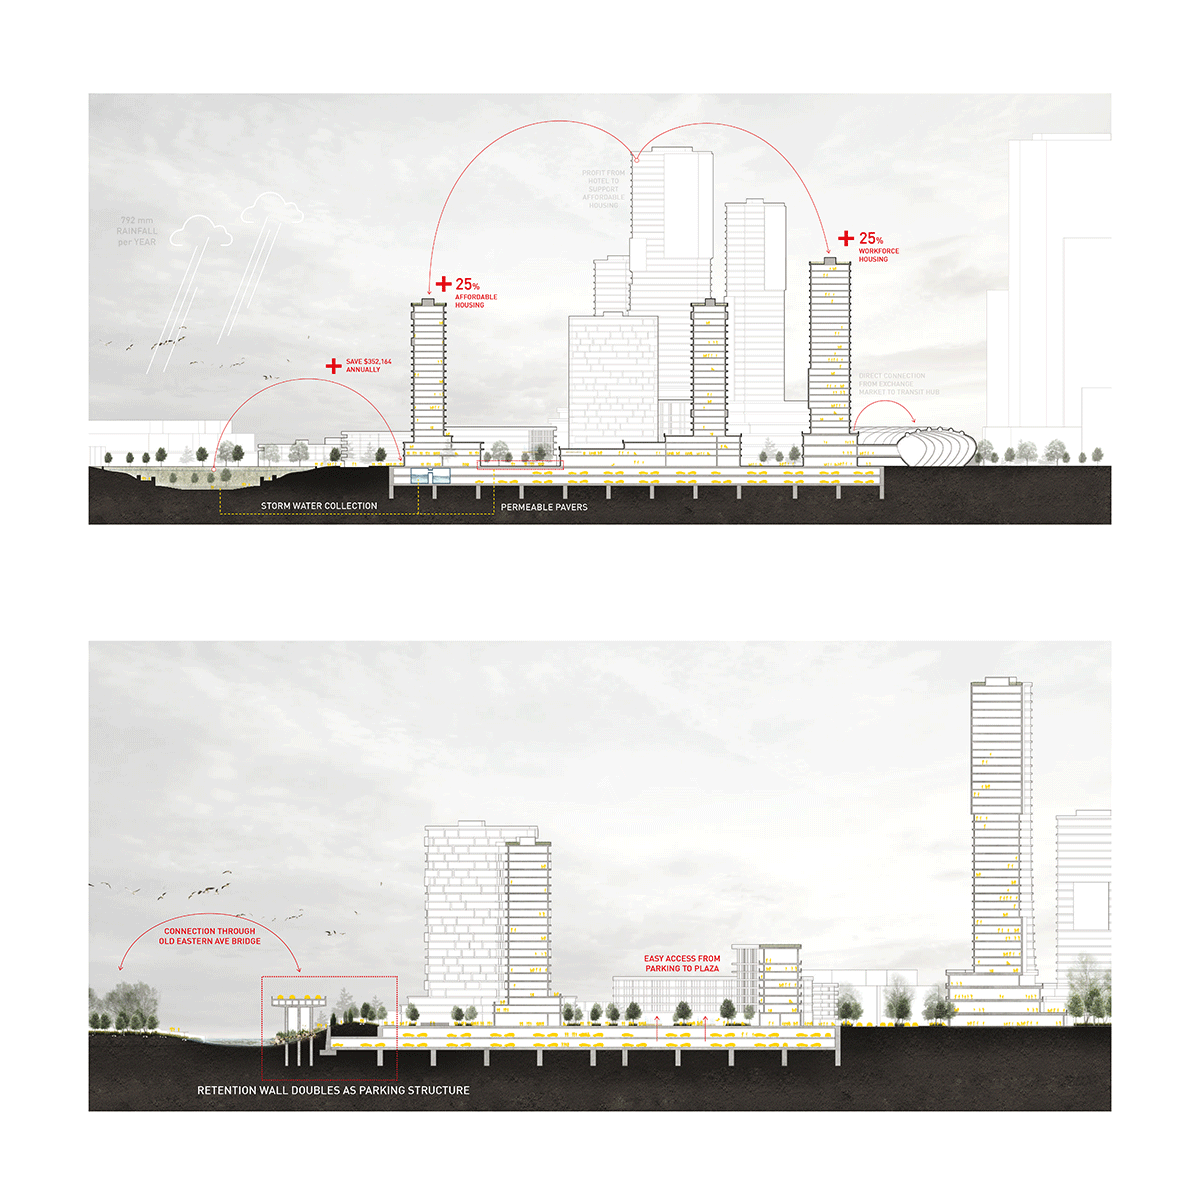 PROFIT FROM
HOTEL TO
SUPPORT
AFFORDABLE
HOUSING
792 mm
RAINFALL
per YEAR
+ 25%
WORKFORCE
HOUSING
+ 25%
AFFORDABLE
HOUSING
+ SAVE $352,164
ANNUALLY
DIRECT CONNECTION
FROM EXCHANGE
MARKET TO TRANSIT HUB
STORM WATER COLLECTION
PERMEABLE PAVERS
CONNECTION THROUGH
OLD EASTERN AVE BRIDGE
EASY ACCESS FROM
PARKING TO PLAZA
RETENTION WALL DOUBLES AS PARKING STRUCTURE